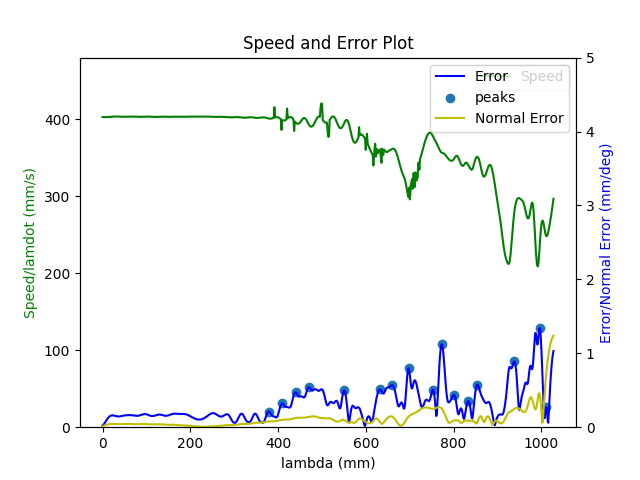 Speed and Error Plot
Speed/lamdot (mm/s)
400
300
200
100
0
Speed
Error
peaks
Normal Error
5
4
3
2
1
0
Error/Normal Error (mm/deg)
0 200 400 600 800 1000
lambda (mm)